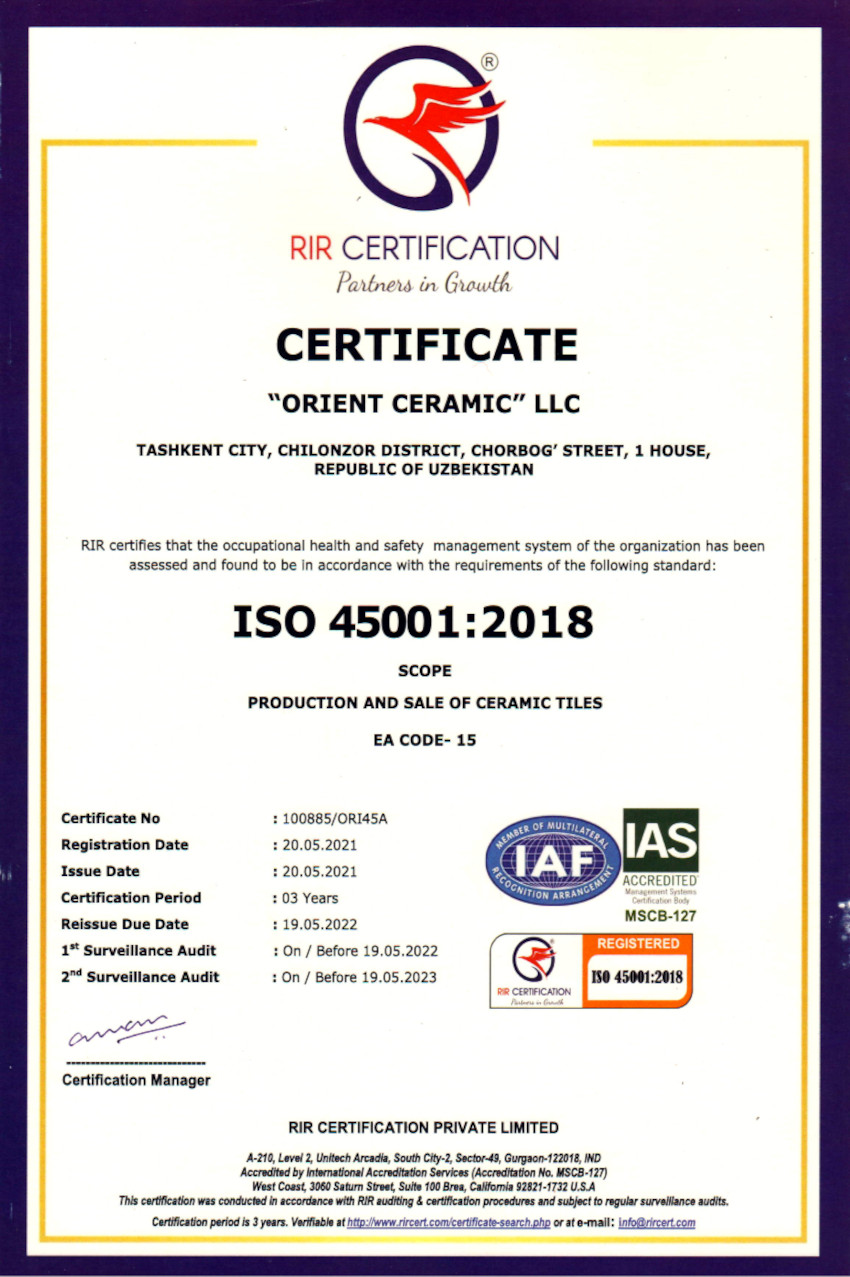 ®
RIR CERTIFICATION
Partners in Growth
CERTIFICATE
“ORIENT CERAMIC” LLC
TASHKENT CITY, CHILONZOR DISTRICT, CHORBOG’ STREET, 1 HOUSE,
REPUBLIC OF UZBEKISTAN
RIR certifies that the occupational health and safety management system of the organization has been
assessed and found to be in accordance with the requirements of the following standard:
ISO 45001:2018
SCOPE
PRODUCTION AND SALE OF CERAMIC TILES
EA CODE- 15
Certificate No : 100885/ORI45A
Registration Date : 20.05.2021
Issue Date : 20.05.2021
Certification Period : 03 Years
Reissue Due Date : 19.05.2022
1st Surveillance Audit : On / Before 19.05.2022
2nd Surveillance Audit : On / Before 19.05.2023
MEMBER OF MULTILATERAL
IAF
RECOGNITION ARRANGEMENT
IAS
ACCREDITED
Management Systems
Certification Body
MSCB-127
RIR CERTIFICATION
Partners in Growth
REGISTERED
ISO 45001:2018
------------------------------
Certification Manager
RIR CERTIFICATION PRIVATE LIMITED
A-210, Level 2, Unitech Arcadia, South City-2, Sector-49, Gurgaon-122018, IND
Accredited by International Accreditation Services (Accreditation No. MSCB-127)
West Coast, 3060 Saturn Street, Suite 100 Brea, California 92821-1732 U.S.A
This certification was conducted in accordance with RIR auditing & certification procedures and subject to regular surveillance audits.
Certification period is 3 years. Verifiable at http://www.rircert.com/certificate-search.php or at e-mail: info@rircert.com